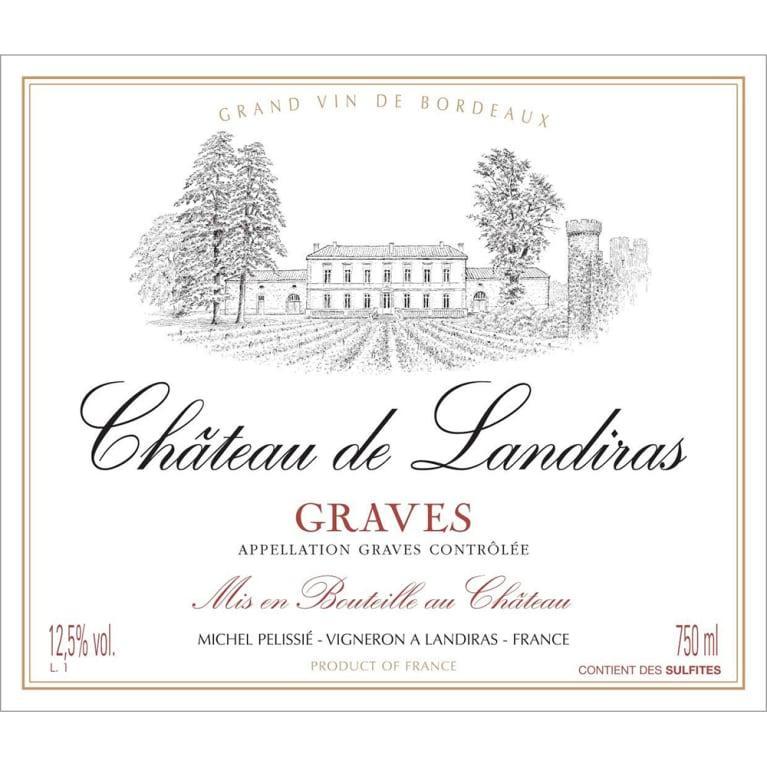 GRAND VIN DE BORDEAUX
Château de Landiras
GRAVES
APPELLATION GRAVES CONTRÔLÉE
Mis en Bouteille au Château
12,5% vol.
MICHEL PELISSIÉ - VIGNERON A LANDIRAS - FRANCE
750 ml
L. 1
PRODUCT OF FRANCE
CONTIENT DES SULFITES